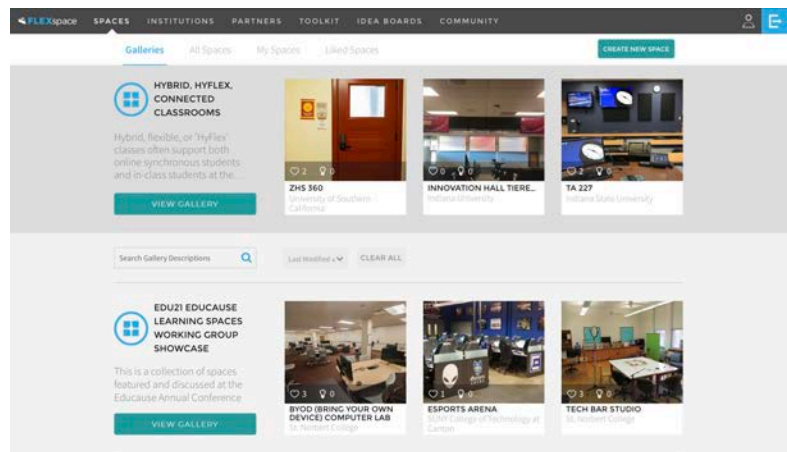 FLEXspace SPACES INSTITUTIONS PARTNERS TOOLKIT IDEA BOARDS COMMUNITY
Galleries All Spaces My Spaces Liked Spaces CREATE NEW SPACE
HYBRID, HYFLEX,
CONNECTED
CLASSROOMS
Hybrid, flexible, or 'HyFlex'
classes often support both
online synchronous students
and in-class students at the...
VIEW GALLERY
2 0
ZHS 360
University of Southern
California
0 0
INNOVATION HALL TIERE...
Indiana University
2 0
TA 227
Indiana State University
Search Gallery Descriptions
Last Modified
CLEAR ALL
EDU21 EDUCAUSE
LEARNING SPACES
WORKING GROUP
SHOWCASE
This is a collection of spaces
featured and discussed at the
Educause Annual Conference
VIEW GALLERY
3 0
BYOD (BRING YOUR OWN
DEVICE) COMPUTER LAB
St. Norbert College
1 0
ESPORTS ARENA
SUNY College of Technology at
Canton
3 0
TECH BAR STUDIO
St. Norbert College